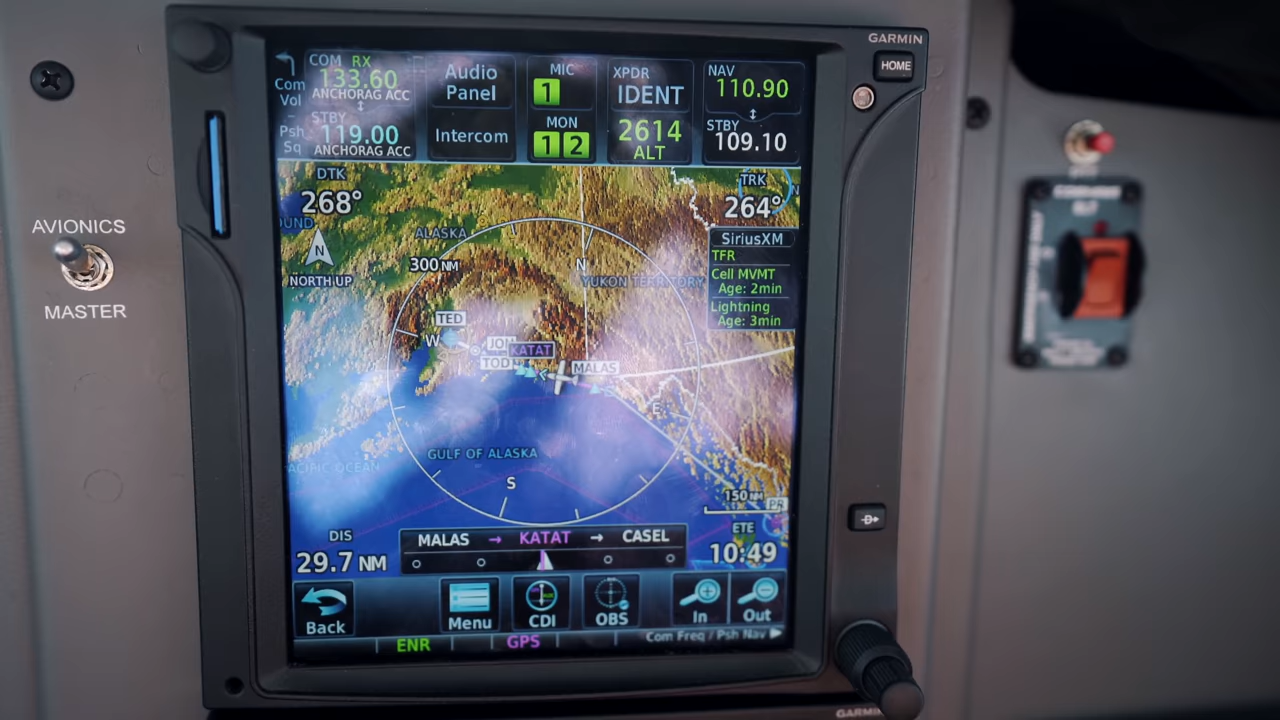 GARMIN
HOME
COM RX
133.60
ANCHORAG ACC
STBY
119.00
ANCHORAG ACC
Com
Vol
Psh
Sq
Audio
Panel
Intercom
MIC
1
MON
1 2
XPDR
IDENT
2614
ALT
NAV
110.90
STBY
109.10
DTK
268°
TRK
264°
N
N
NORTH UP
ALASKA
300 NM
N
YUKON TERRITORY
SiriusXM
TFR
Cell MVMT
Age: 2min
Lightning
Age: 3min
AVIONICS
MASTER
TED
W
KATAT
MALAS
E
GULF OF ALASKA
S
150 NM
PR
DIS
29.7 NM
MALAS → KATAT → CASEL
ETE
10:49
Back
Menu
CDI
OBS
In
Out
ENR
GPS
Com Freq / Psh Nav
GARMIN